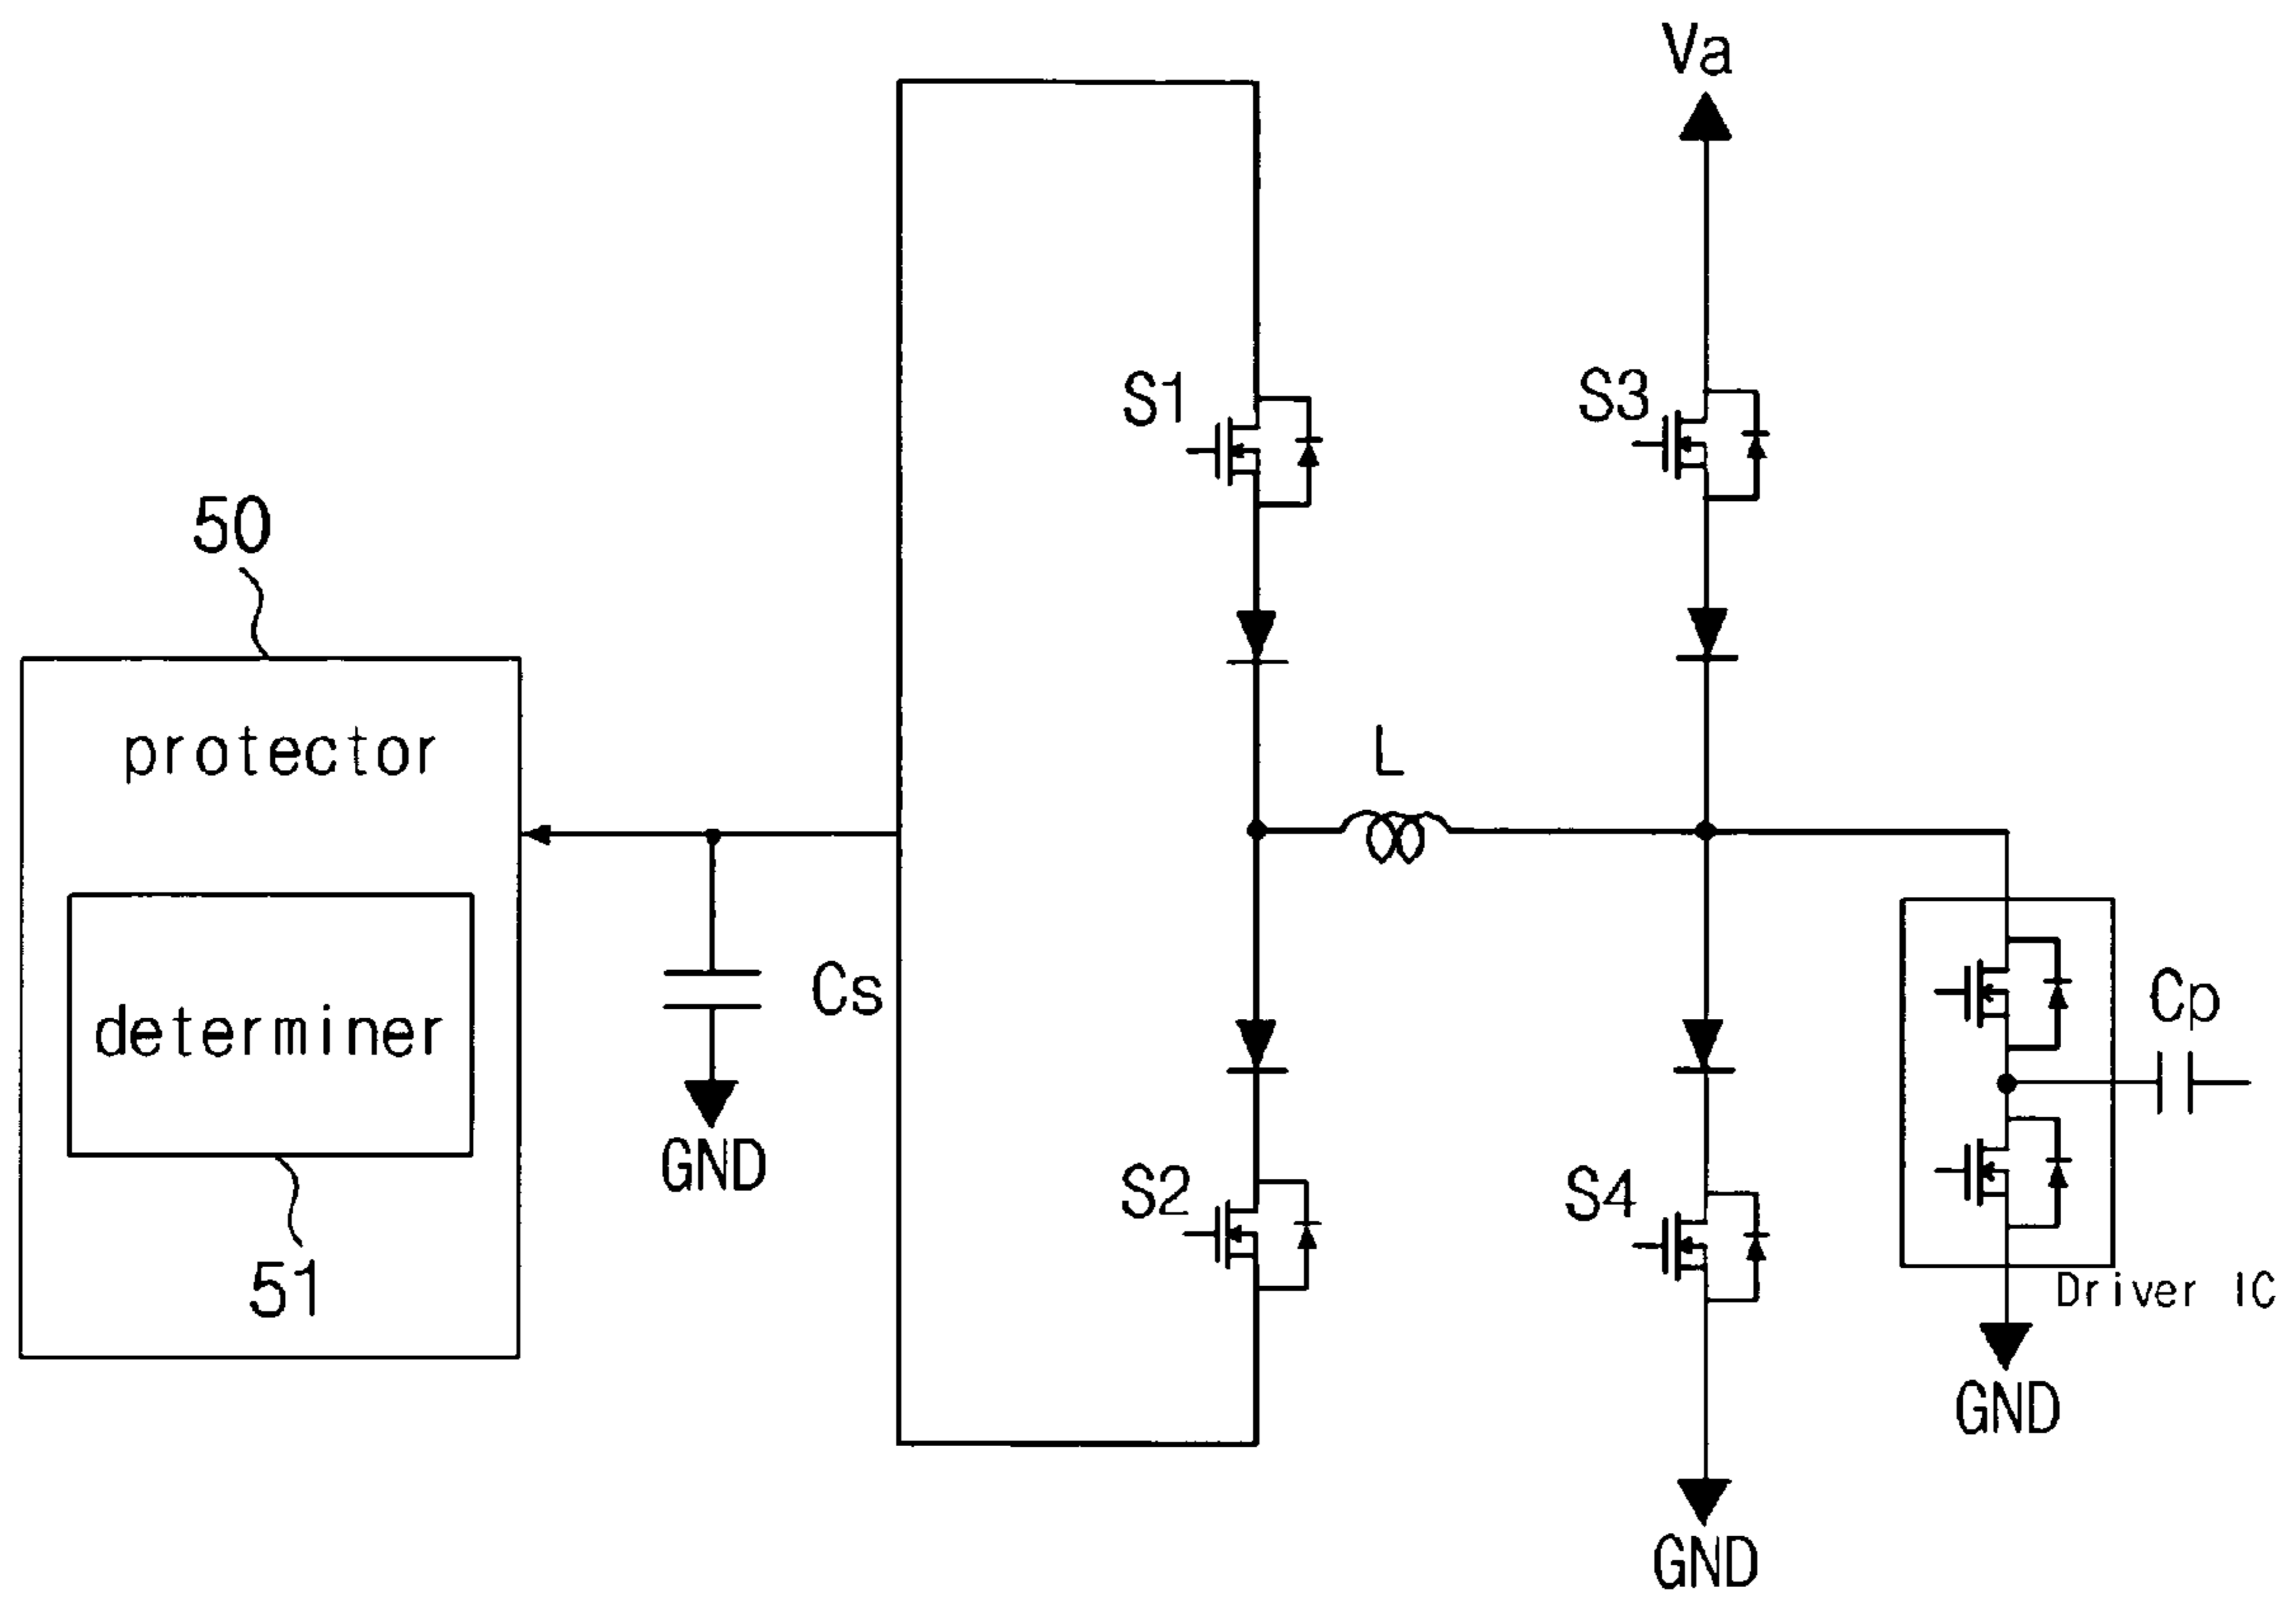 Va
S1
S3
50
protector
L
determiner
Cs
Cp
GND
S2
S4
51
Driver IC
GND
GND